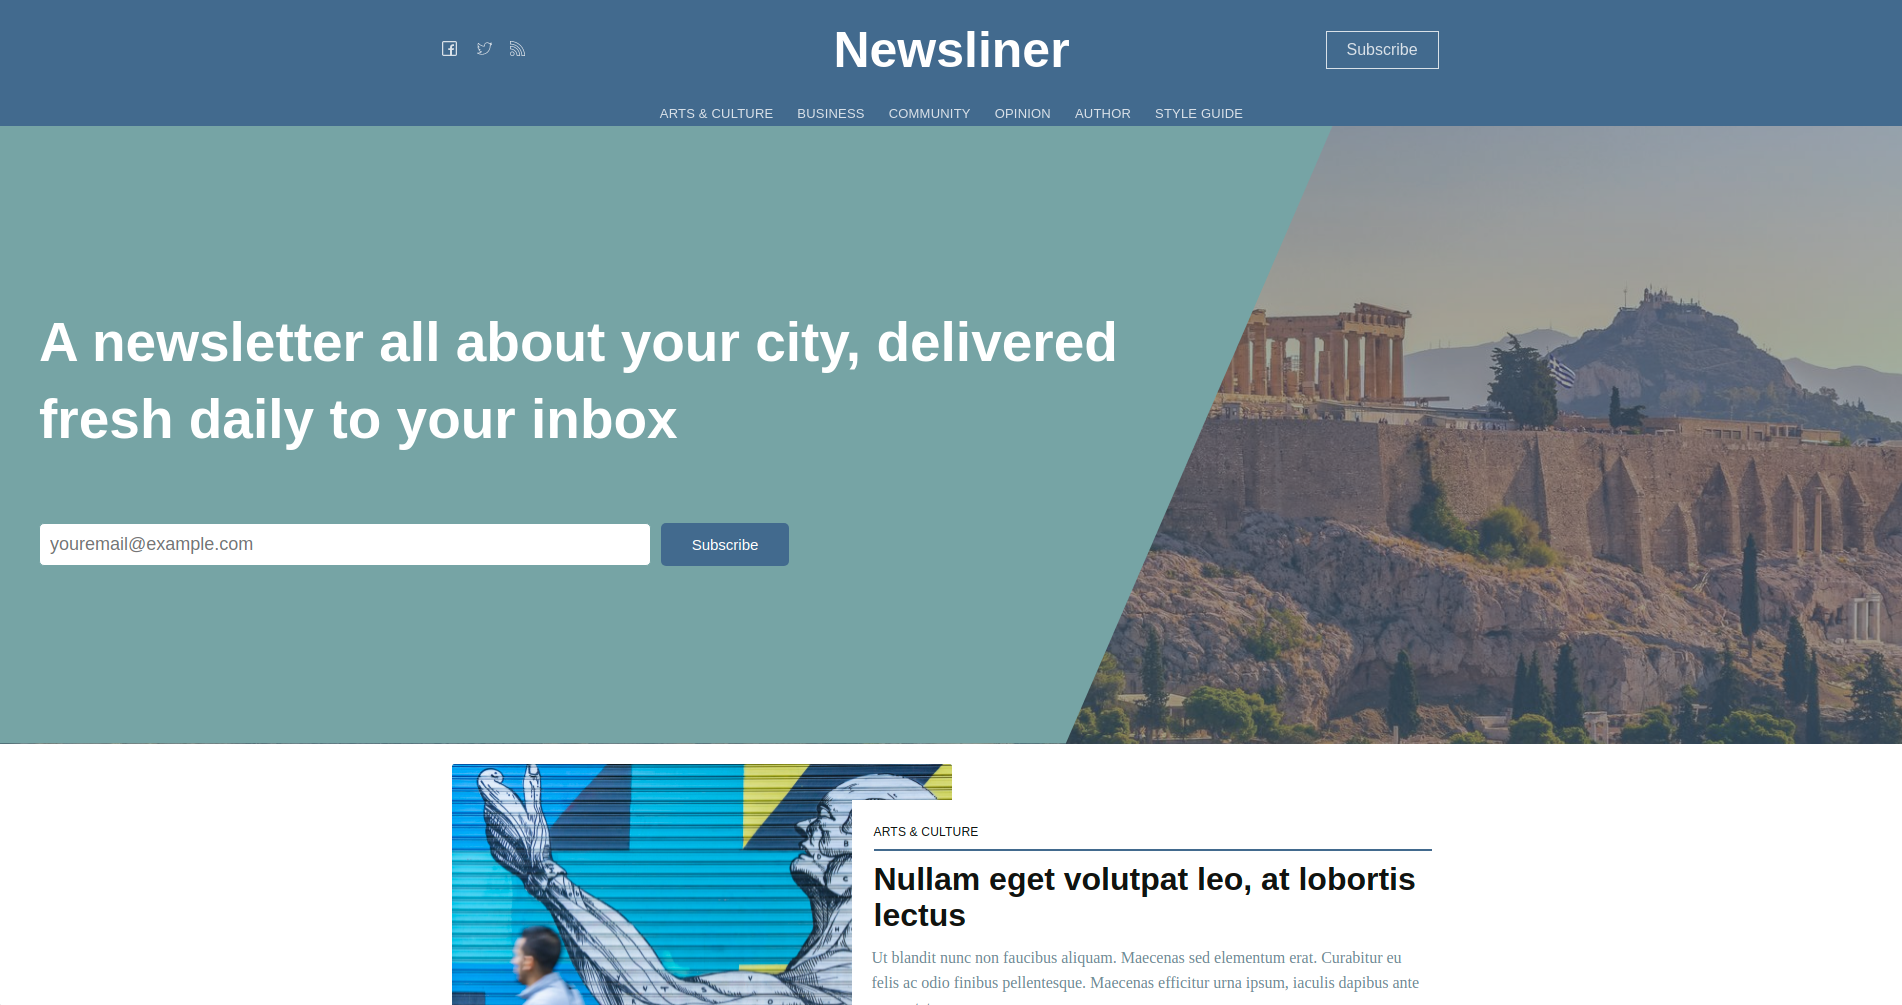 Newsliner
Subscribe
ARTS & CULTURE BUSINESS COMMUNITY OPINION AUTHOR STYLE GUIDE
A newsletter all about your city, delivered
fresh daily to your inbox
youremail@example.com Subscribe
ARTS & CULTURE
Nullam eget volutpat leo, at lobortis
lectus
Ut blandit nunc non faucibus aliquam. Maecenas sed elementum erat. Curabitur eu
felis ac odio finibus pellentesque. Maecenas efficitur urna ipsum, iaculis dapibus ante